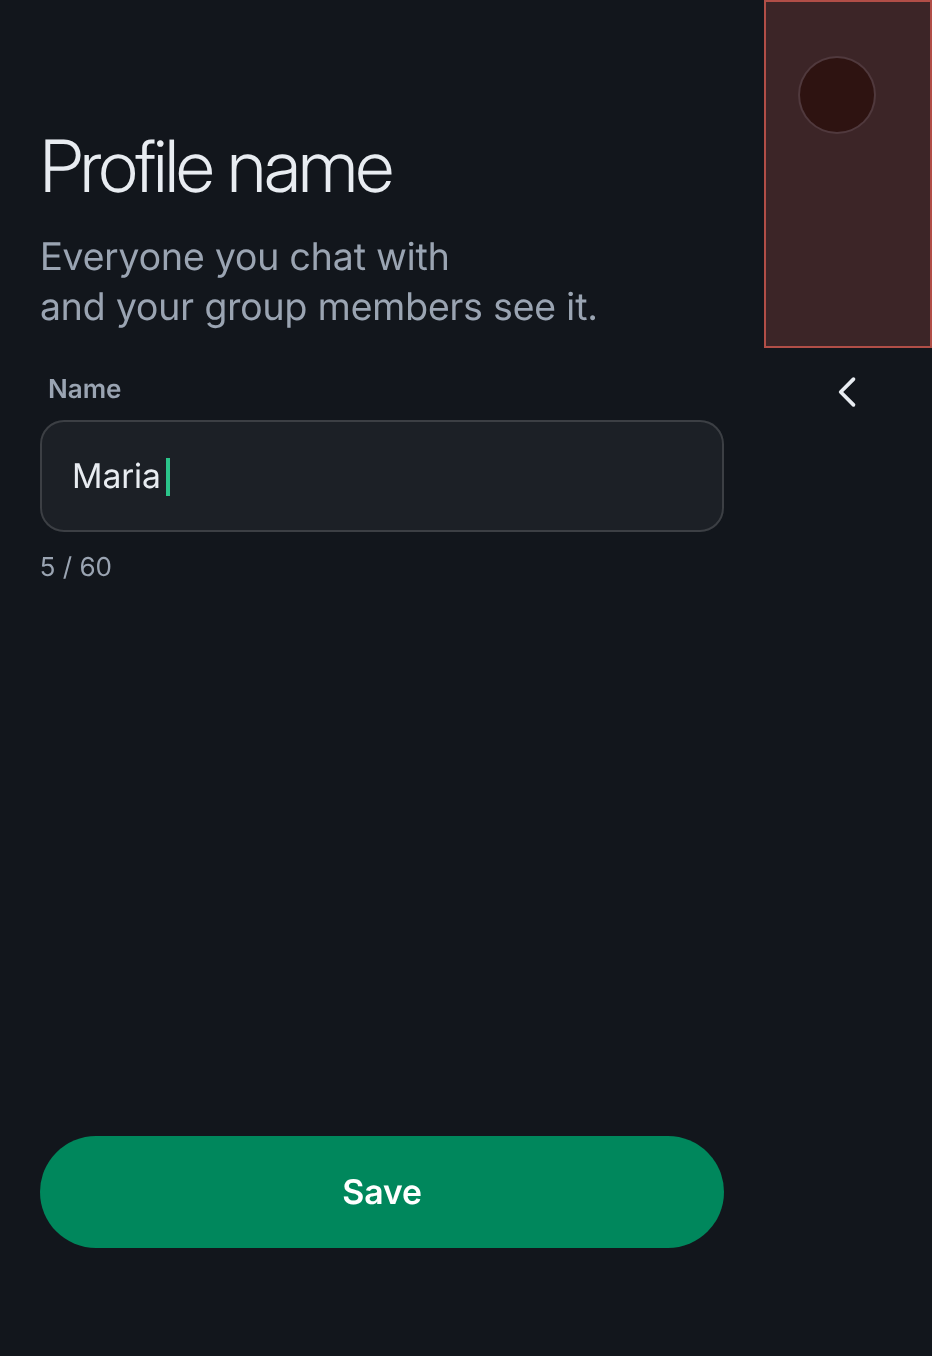 Profile name
Everyone you chat with
and your group members see it.
Name
Maria
5 / 60
Save